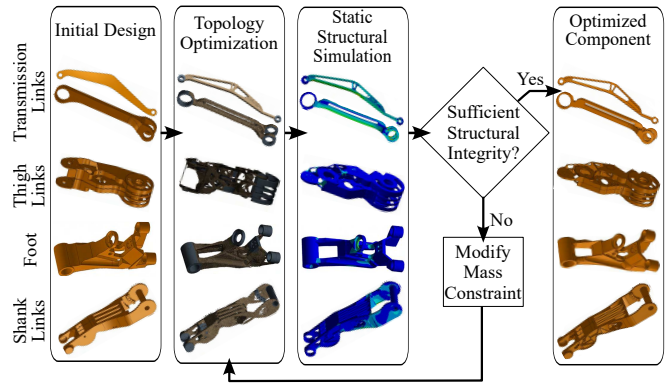 Initial Design
Topology
Optimization
Static
Structural
Simulation
Optimized
Component
Transmission
Links
Thigh
Links
Foot
Shank
Links
Sufficient
Structural
Integrity?
Yes
No
Modify
Mass
Constraint